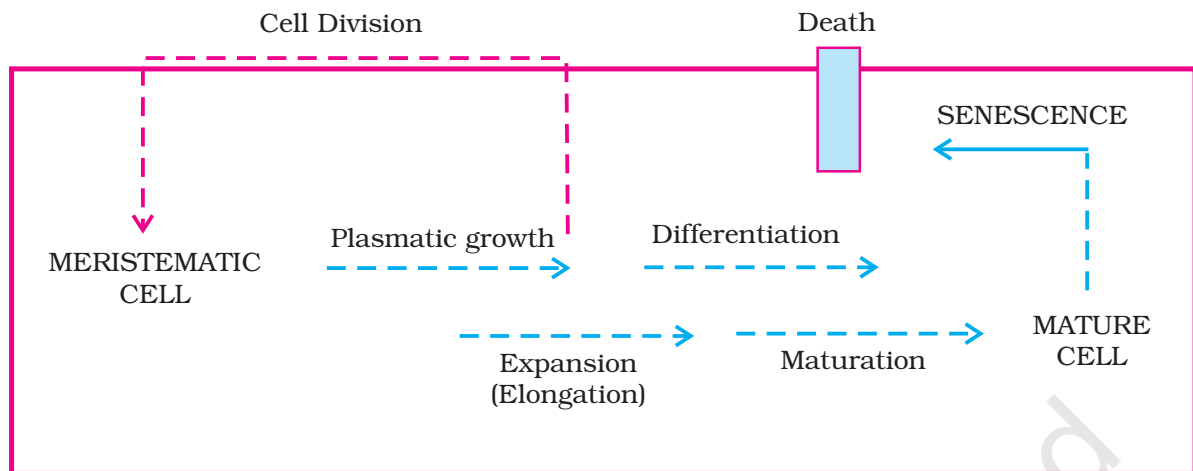 Cell Division
Death
SENESCENCE
Plasmatic growth
Differentiation
MERISTEMATIC
CELL
MATURE
CELL
Expansion
(Elongation)
Maturation
d